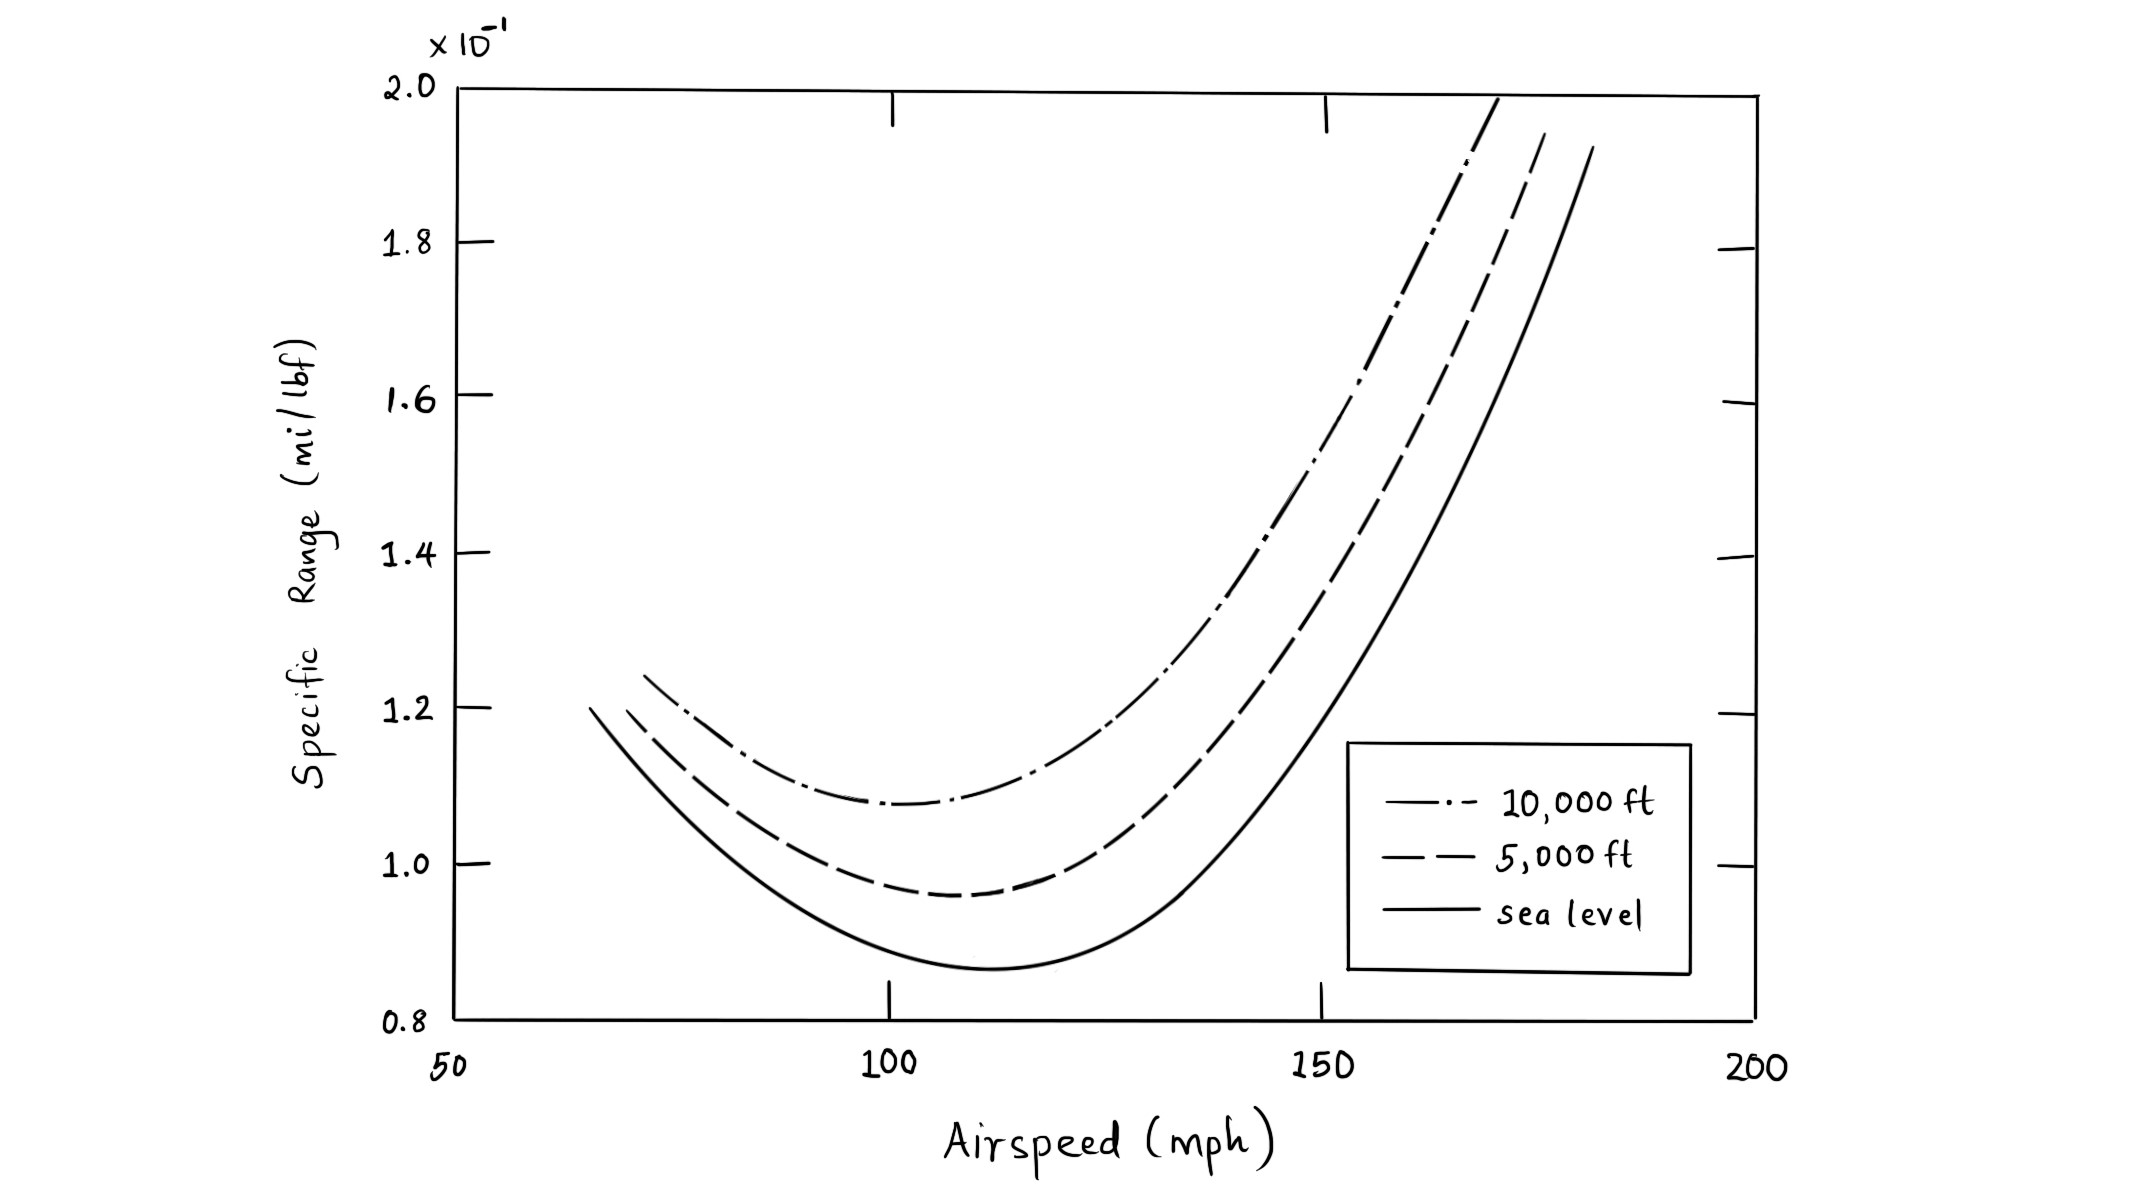 ×10⁻¹
2.0
1.8
1.6
1.4
1.2
1.0
0.8
Specific Range (mi/lbf)
50 100 150 200
Airspeed (mph)
10,000 ft
5,000 ft
sea level